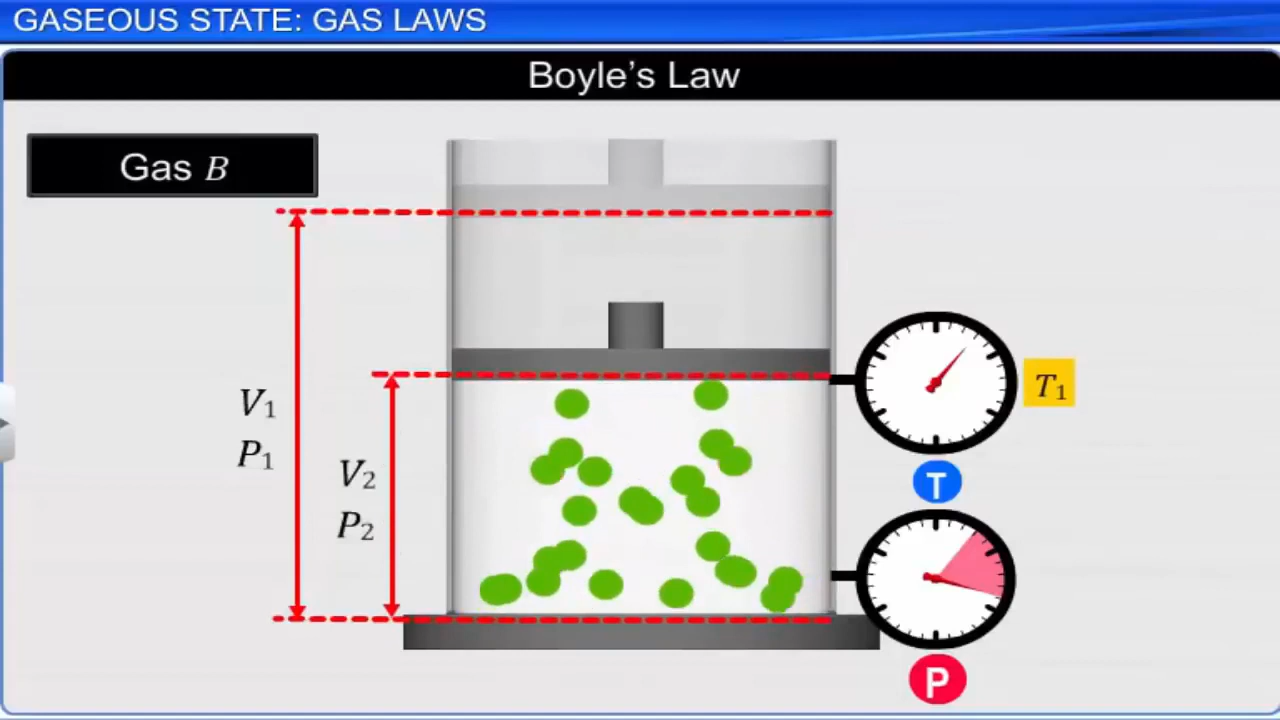 GASEOUS STATE: GAS LAWS
Boyle's Law
Gas B
V₁
P₁
V₂
P₂
T₁
T
P